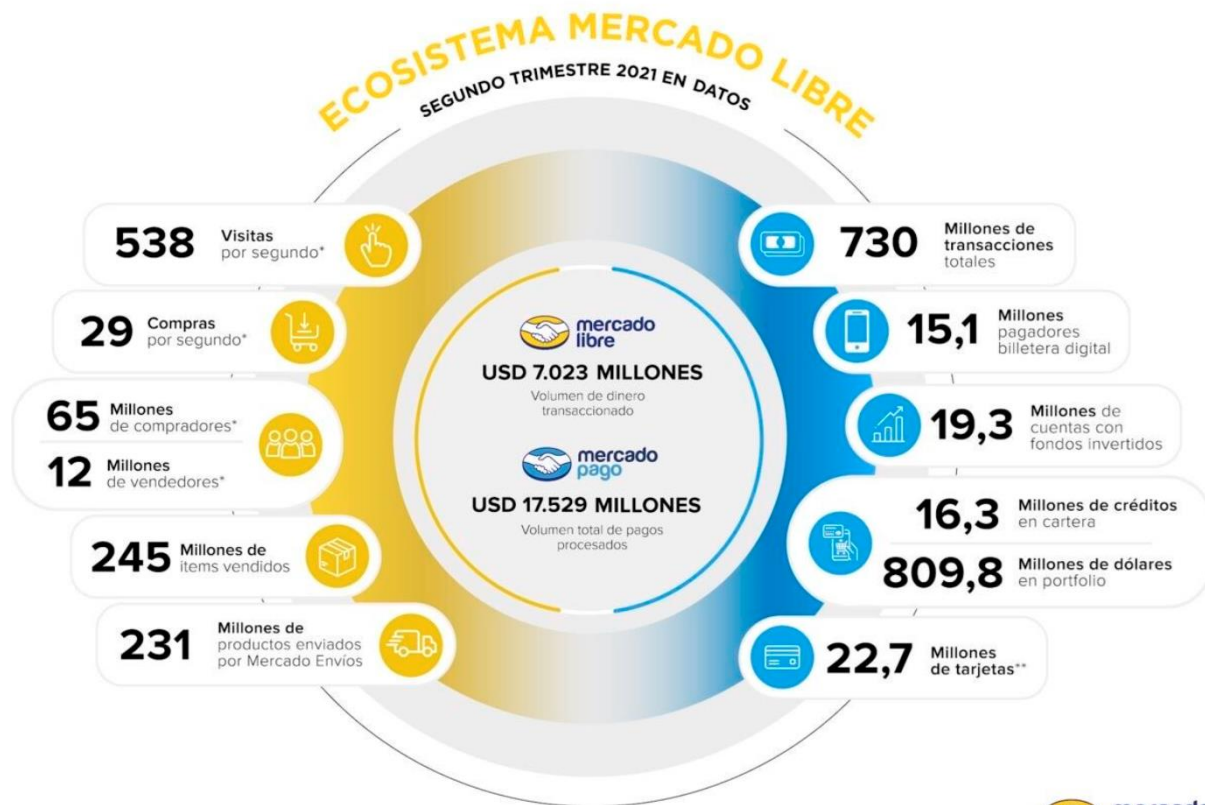 ECOSISTEMA MERCADO LIBRE
SEGUNDO TRIMESTRE 2021 EN DATOS
538
Visitas
por segundo*
29
Compras
por segundo*
65
Millones
de compradores*
12
Millones
de vendedores*
245
Millones de
items vendidos
231
Millones de
productos enviados
por Mercado Envíos
mercado
libre
USD 7.023 MILLONES
Volumen de dinero
transaccionado
mercado
pago
USD 17.529 MILLONES
Volumen total de pagos
procesados
730
Millones de
transacciones
totales
15,1
Millones
pagadores
billetera digital
19,3
Millones de
cuentas con
fondos invertidos
16,3
Millones de créditos
en cartera
809,8
Millones de dólares
en portfolio
22,7
Millones
de tarjetas**